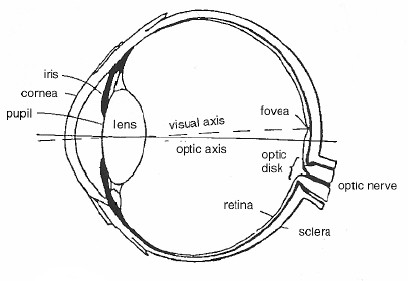 iris
cornea
pupil
lens
visual axis
optic axis
fovea
optic
disk
optic nerve
retina
sclera